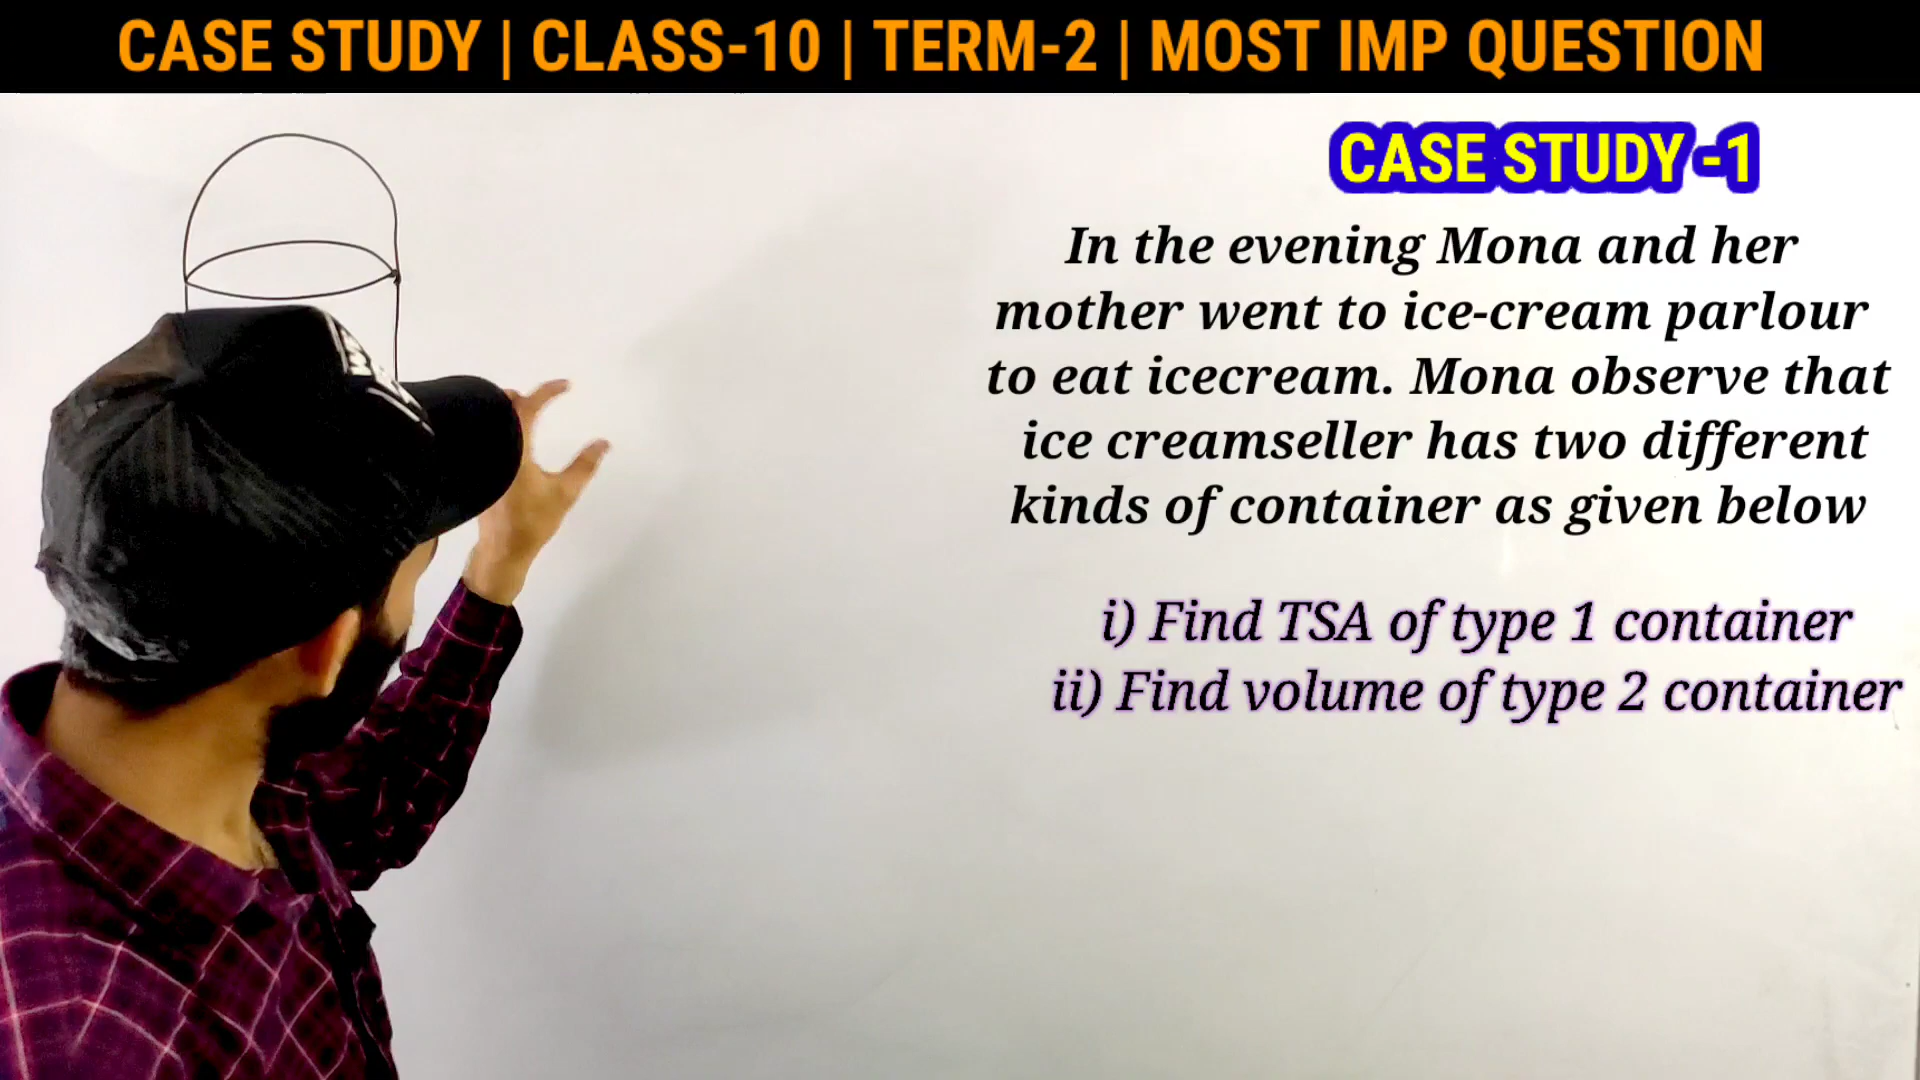 CASE STUDY | CLASS-10 | TERM-2 | MOST IMP QUESTION
CASE STUDY -1
In the evening Mona and her
mother went to ice-cream parlour
to eat icecream. Mona observe that
ice creamseller has two different
kinds of container as given below
i) Find TSA of type 1 container
ii) Find volume of type 2 container